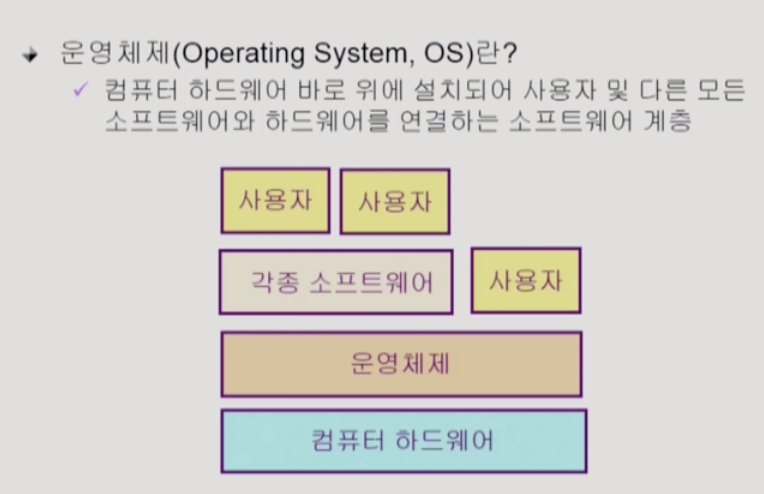 운영체제(Operating System, OS)란?
컴퓨터 하드웨어 바로 위에 설치되어 사용자 및 다른 모든
소프트웨어와 하드웨어를 연결하는 소프트웨어 계층
사용자 사용자
각종 소프트웨어 사용자
운영체제
컴퓨터 하드웨어